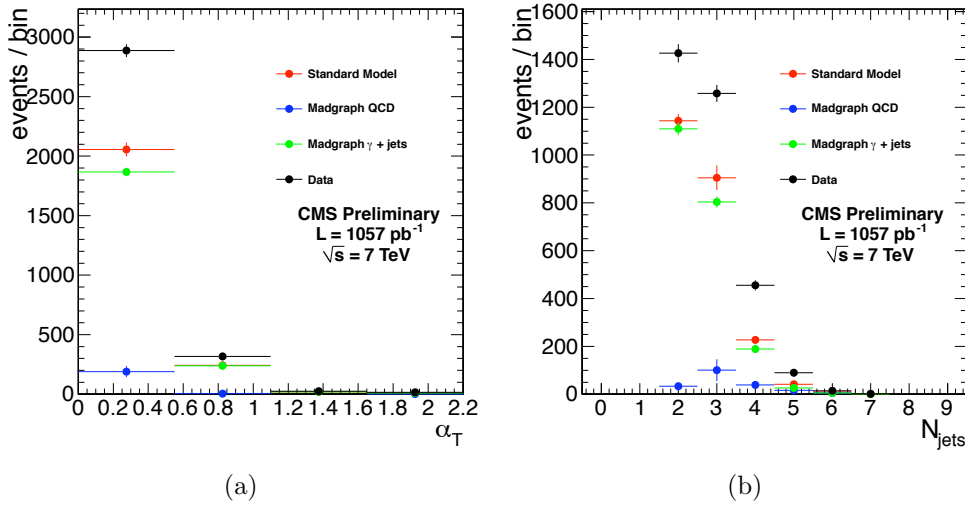 events / bin
3000
2500
2000
1500
1000
500
0
Standard Model
Madgraph QCD
Madgraph γ + jets
Data
CMS Preliminary
L = 1057 pb⁻¹
√s = 7 TeV
0 0.2 0.4 0.6 0.8 1 1.2 1.4 1.6 1.8 2 2.2
α_T
(a)
events / bin
1600
1400
1200
1000
800
600
400
200
0
Standard Model
Madgraph QCD
Madgraph γ + jets
Data
CMS Preliminary
L = 1057 pb⁻¹
√s = 7 TeV
0 1 2 3 4 5 6 7 8 9
N_jets
(b)